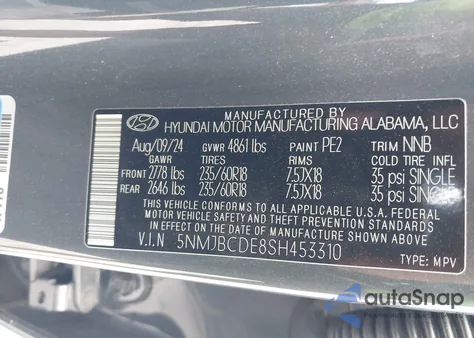 MANUFACTURED BY
HYUNDAI MOTOR MANUFACTURING ALABAMA, LLC
Aug/09/24 GVWR 4861 lbs PAINT PE2 TRIM NNB
GAWR TIRES RIMS COLD TIRE INFL
FRONT 2778 lbs 235/60R18 7.5JX18 35 psi SINGLE
REAR 2646 lbs 235/60R18 7.5JX18 35 psi SINGLE
THIS VEHICLE CONFORMS TO ALL APPLICABLE U.S.A. FEDERAL
MOTOR VEHICLE SAFETY, BUMPER, AND THEFT PREVENTION STANDARDS
IN EFFECT ON THE DATE OF MANUFACTURE SHOWN ABOVE.
V.I.N 5NMJBCDE8SH453310 TYPE: MPV
autoSnap